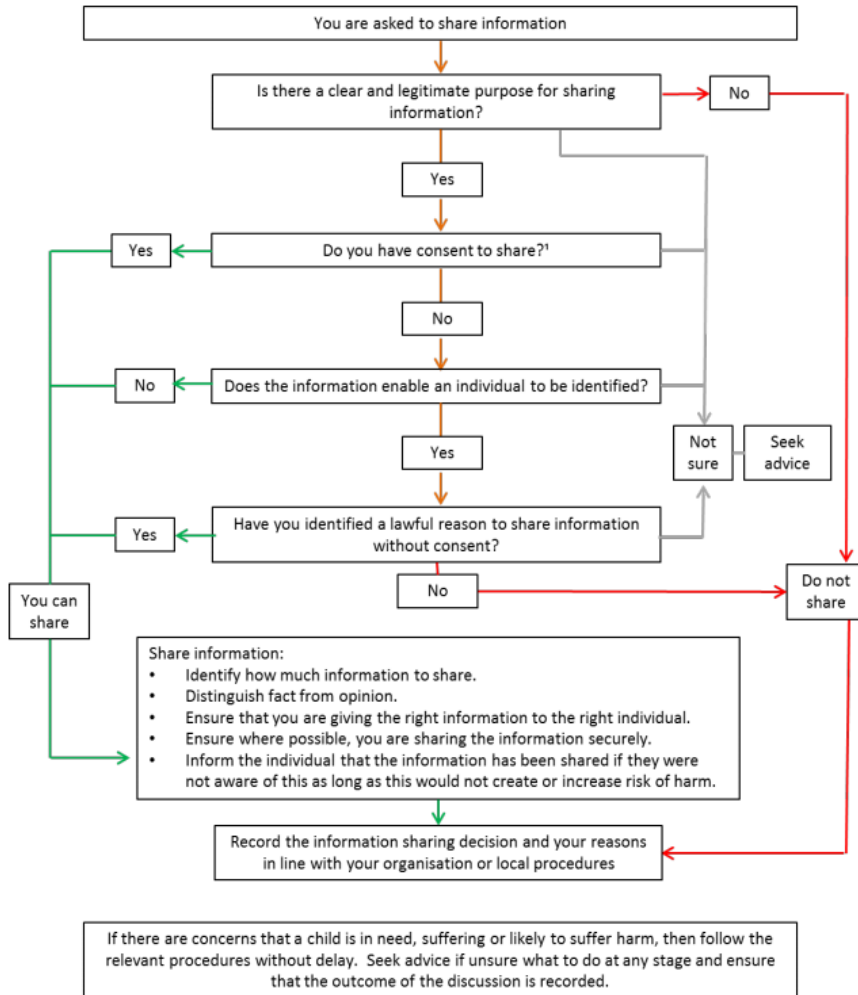 You are asked to share information
Is there a clear and legitimate purpose for sharing
information?
No
Yes
Do you have consent to share?¹
Yes
No
Does the information enable an individual to be identified?
No
Yes
Not
sure
Seek
advice
Have you identified a lawful reason to share information
without consent?
Yes
No
Do not
share
You can
share
Share information:
• Identify how much information to share.
• Distinguish fact from opinion.
• Ensure that you are giving the right information to the right individual.
• Ensure where possible, you are sharing the information securely.
• Inform the individual that the information has been shared if they were
not aware of this as long as this would not create or increase risk of harm.
Record the information sharing decision and your reasons
in line with your organisation or local procedures
If there are concerns that a child is in need, suffering or likely to suffer harm, then follow the
relevant procedures without delay. Seek advice if unsure what to do at any stage and ensure
that the outcome of the discussion is recorded.